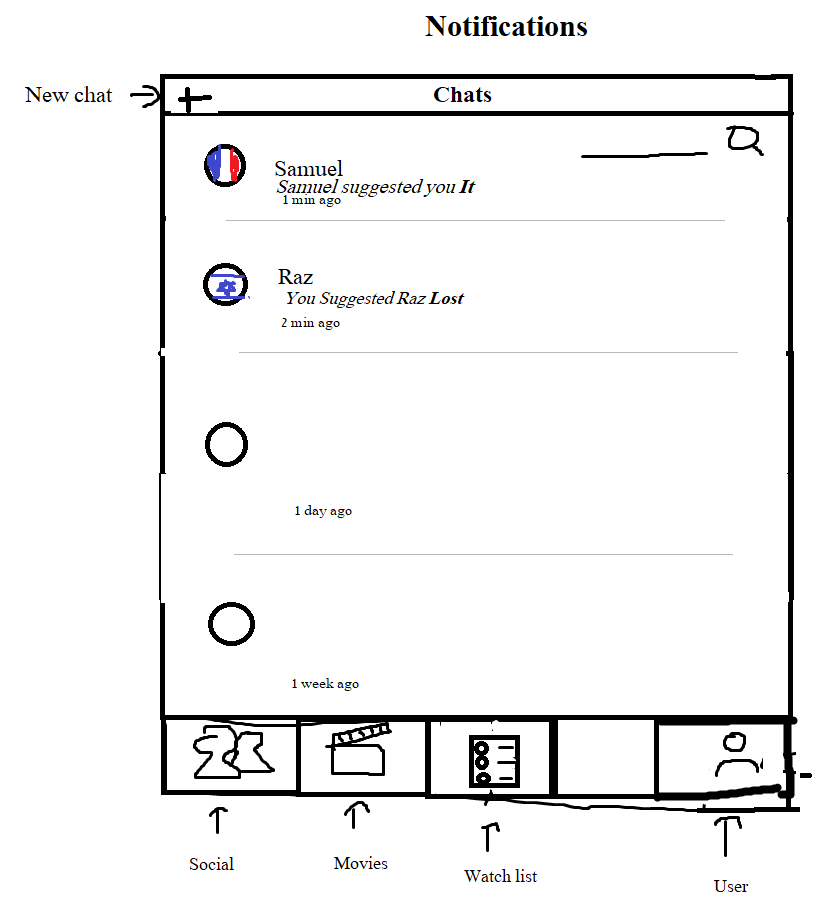 Notifications
New chat
Chats
Samuel
Samuel suggested you It
1 min ago
Raz
You Suggested Raz Lost
2 min ago
1 day ago
1 week ago
Social
Movies
Watch list
User